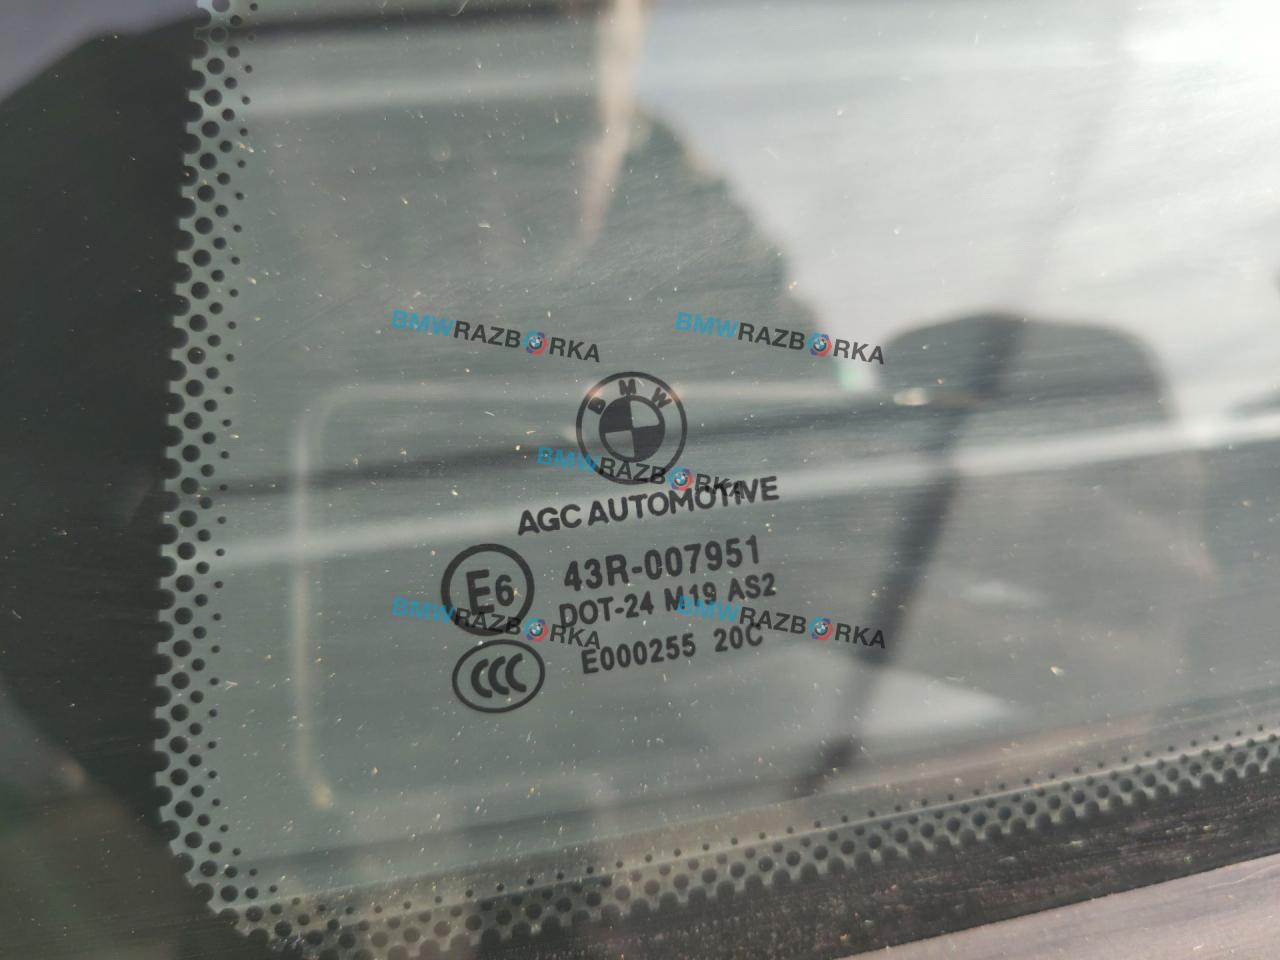 BMWRAZBORKA BMWRAZBORKA
BMW
BMWRAZBORKA
AGC AUTOMOTIVE
E6 43R-007951
DOT-24 M19 AS2
BMWRAZBORKA BMWRAZBORKA
CCC E000255 20C